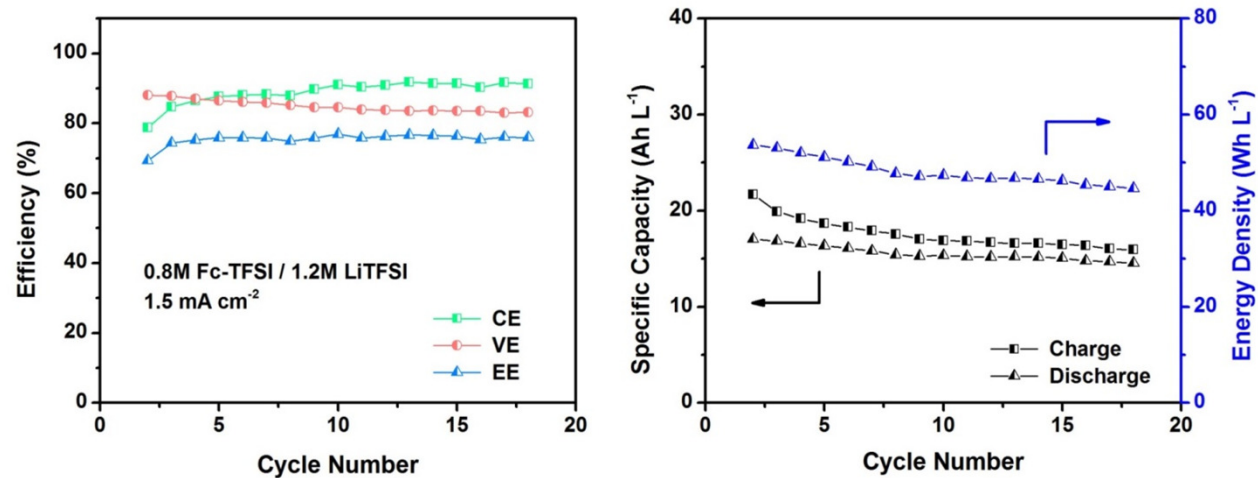 Efficiency (%)
100
80
60
40
20
0
0 5 10 15 20
Cycle Number
0.8M Fc-TFSI / 1.2M LiTFSI
1.5 mA cm⁻²
CE
VE
EE
Specific Capacity (Ah L⁻¹)
40
30
20
10
0
0 5 10 15 20
Cycle Number
Charge
Discharge
80
60
40
20
0
Energy Density (Wh L⁻¹)